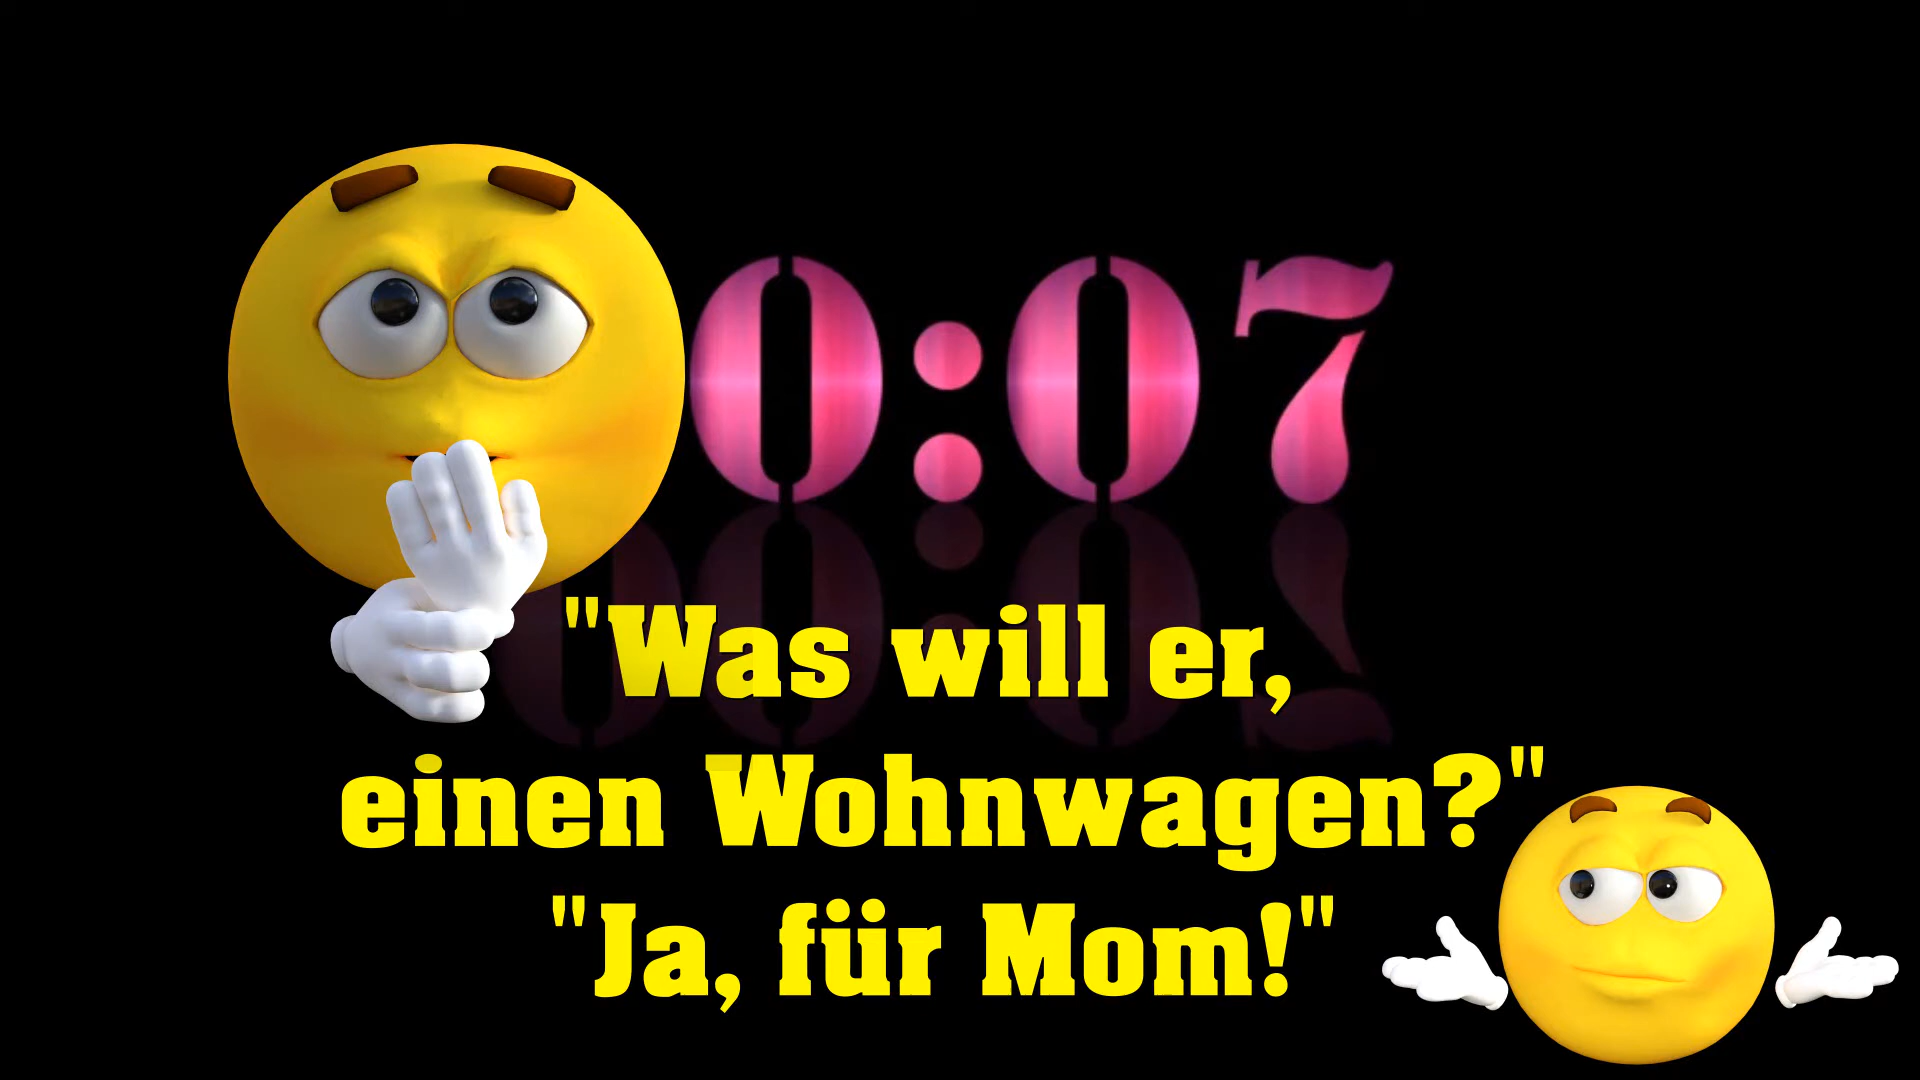 0:07
"Was will er,
einen Wohnwagen?"
"Ja, für Mom!"